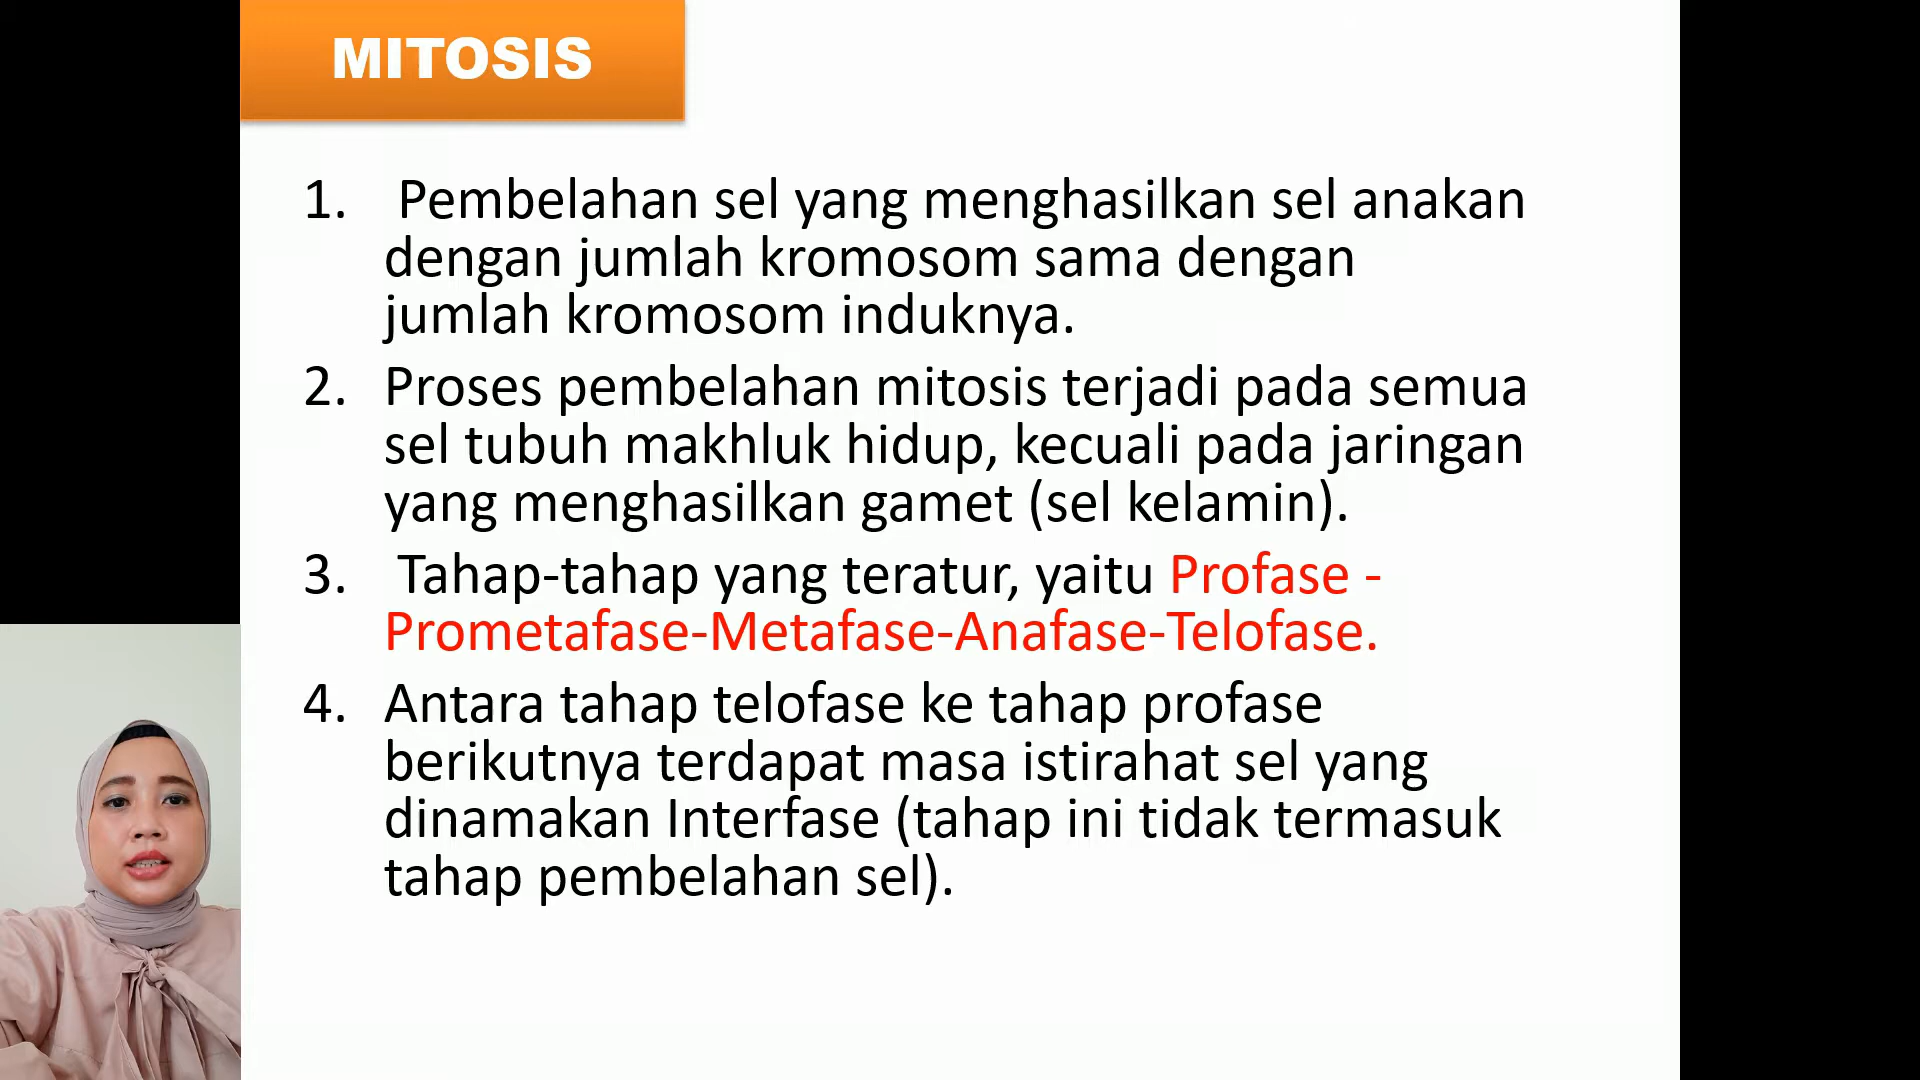 MITOSIS
1. Pembelahan sel yang menghasilkan sel anakan
dengan jumlah kromosom sama dengan
jumlah kromosom induknya.
2. Proses pembelahan mitosis terjadi pada semua
sel tubuh makhluk hidup, kecuali pada jaringan
yang menghasilkan gamet (sel kelamin).
3. Tahap-tahap yang teratur, yaitu Profase -
Prometafase-Metafase-Anafase-Telofase.
4. Antara tahap telofase ke tahap profase
berikutnya terdapat masa istirahat sel yang
dinamakan Interfase (tahap ini tidak termasuk
tahap pembelahan sel).